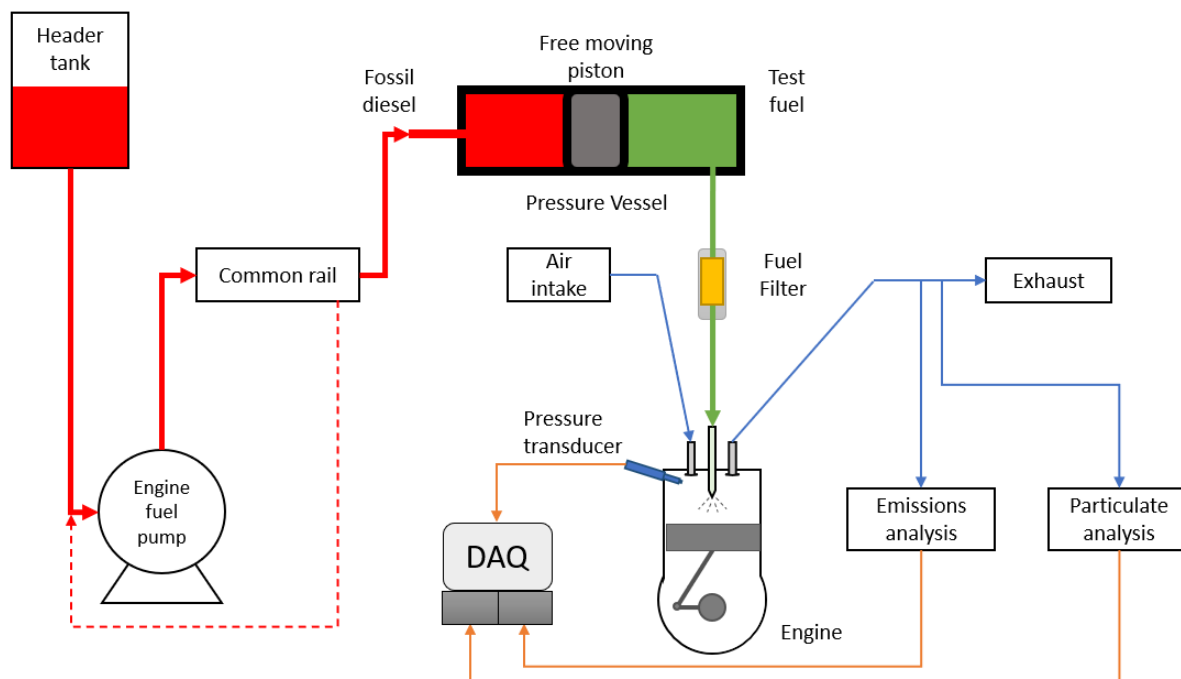 Header
tank
Free moving
piston
Fossil
diesel
Test
fuel
Pressure Vessel
Common rail
Air
intake
Fuel
Filter
Exhaust
Pressure
transducer
Engine
fuel
pump
DAQ
Emissions
analysis
Particulate
analysis
Engine